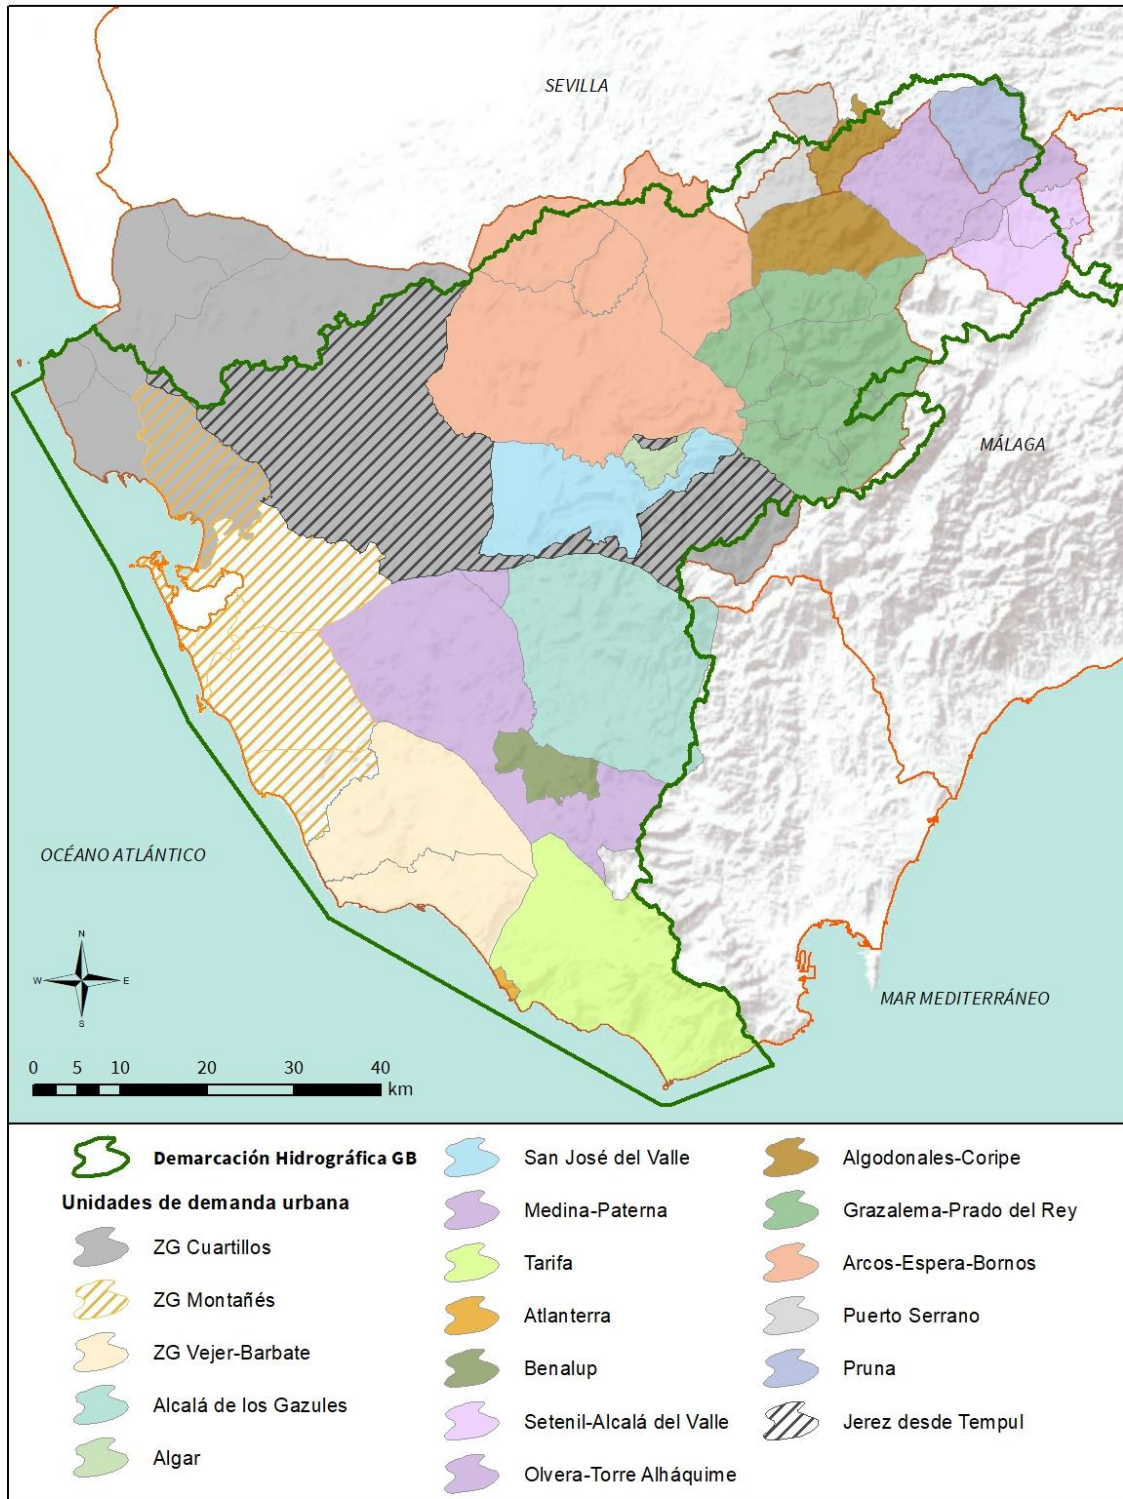 SEVILLA
MÁLAGA
OCÉANO ATLÁNTICO
N
W E
S
MAR MEDITERRÁNEO
0 5 10 20 30 40
km
Demarcación Hidrográfica GB
Unidades de demanda urbana
ZG Cuartillos
ZG Montañés
ZG Vejer-Barbate
Alcalá de los Gazules
Algar
San José del Valle
Medina-Paterna
Tarifa
Atlanterra
Benalup
Setenil-Alcalá del Valle
Olvera-Torre Alháquime
Algodonales-Coripe
Grazalema-Prado del Rey
Arcos-Espera-Bornos
Puerto Serrano
Pruna
Jerez desde Tempul